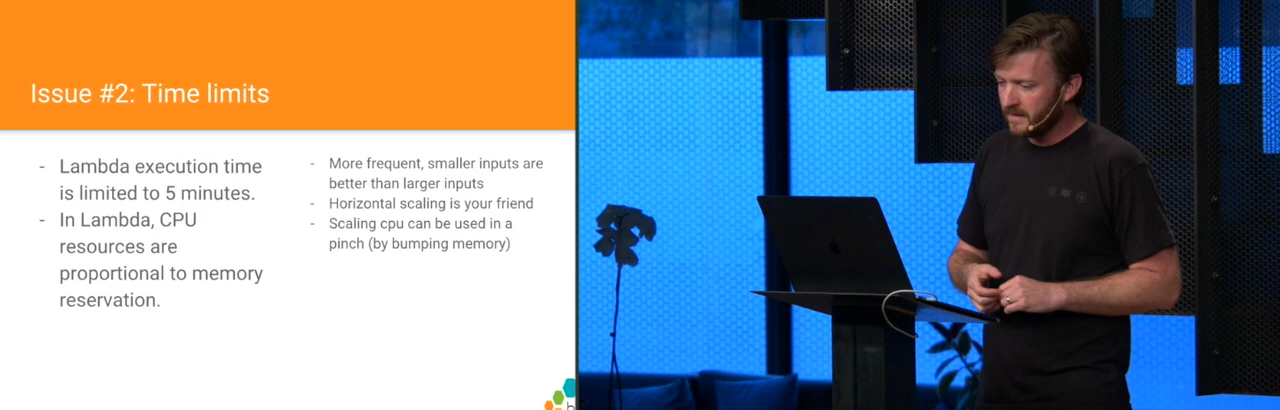 Issue #2: Time limits
- Lambda execution time
is limited to 5 minutes.
- In Lambda, CPU
resources are
proportional to memory
reservation.
- More frequent, smaller inputs are
better than larger inputs
- Horizontal scaling is your friend
- Scaling cpu can be used in a
pinch (by bumping memory)